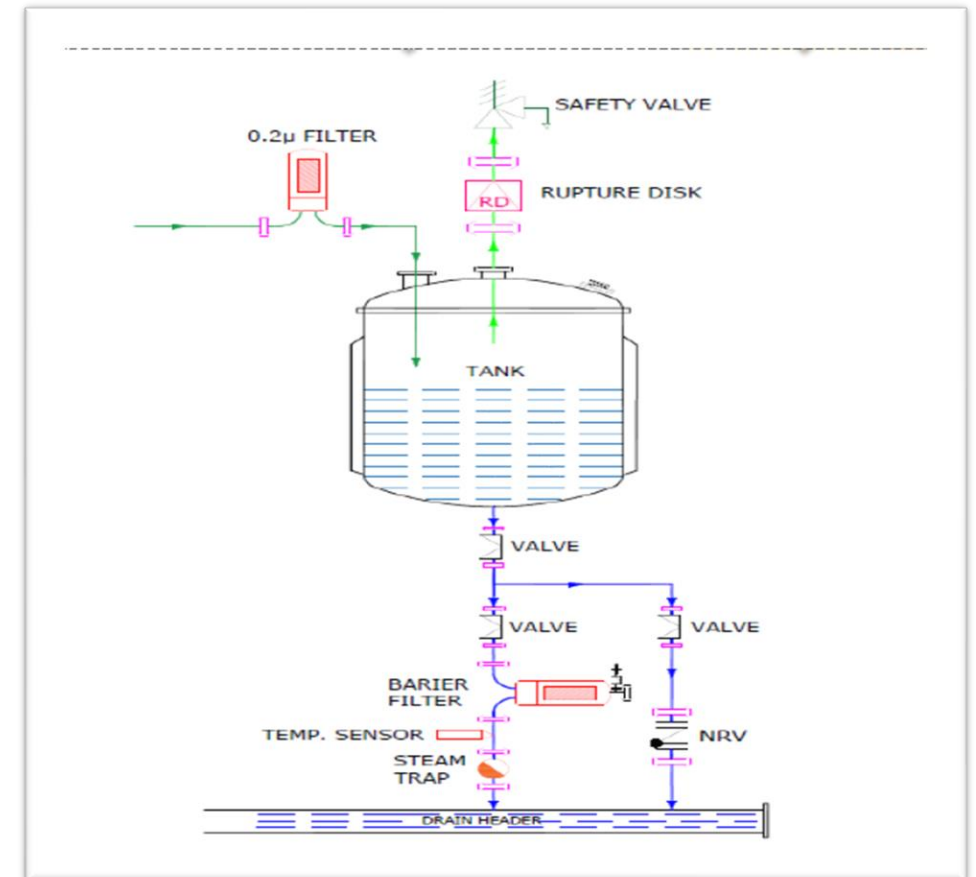 SAFETY VALVE
0.2µ FILTER
RD
RUPTURE DISK
TANK
VALVE
VALVE
VALVE
BARIER
FILTER
TEMP. SENSOR
NRV
STEAM
TRAP
DRAIN HEADER